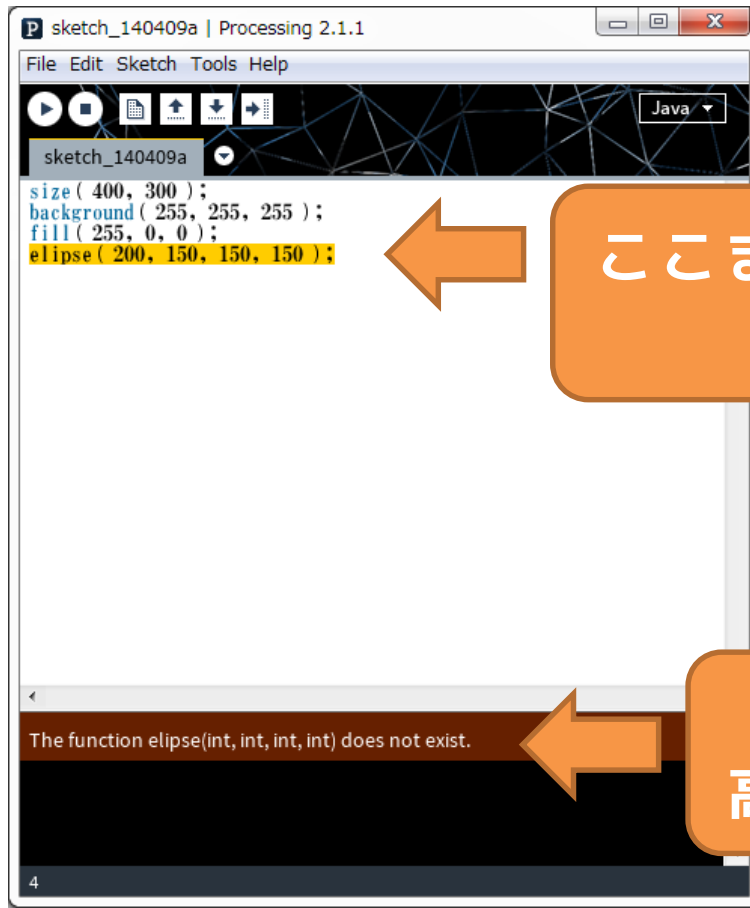 sketch_140409a | Processing 2.1.1
File Edit Sketch Tools Help
Java
sketch_140409a
size( 400, 300 );
background( 255, 255, 255 );
fill( 255, 0, 0 );
elipse( 200, 150, 150, 150 );
ここ
The function elipse(int, int, int, int) does not exist.
4